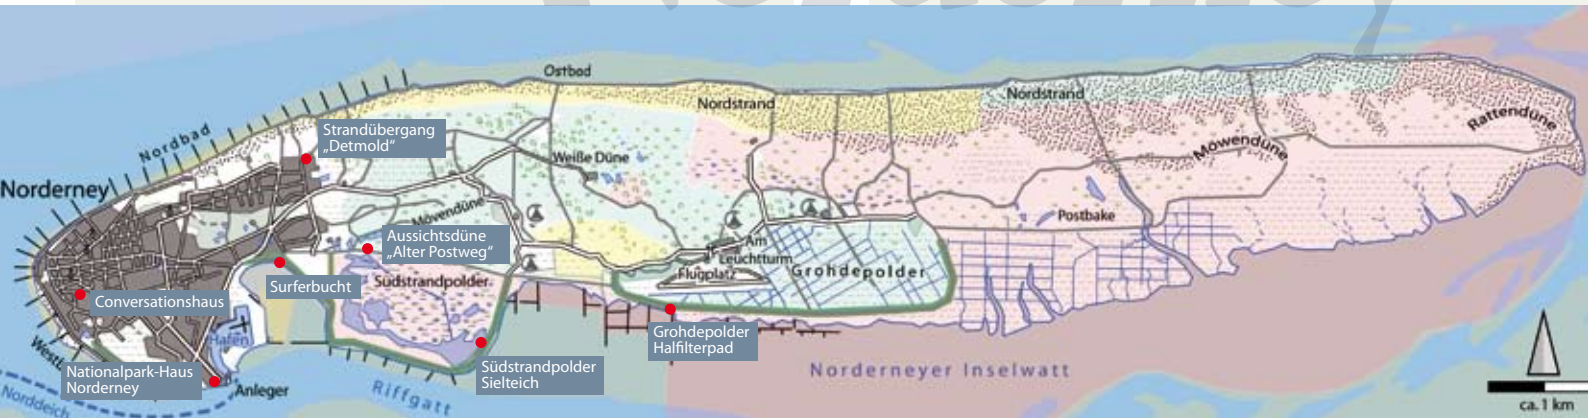 Norderney
Ostbad
Nordstrand
Nordstrand
Rattendüne
Nordbad
Strandübergang
„Detmold“
Weiße Düne
Möwendüne
Norderney
Mövendüne
Postbake
Aussichtsdüne
„Alter Postweg“
Am
Leuchtturm
Flugplatz
Grohdepolder
Südstrandpolder
Surferbucht
Conversationshaus
Hafen
Grohdepolder
Halfilterpad
Nationalpark-Haus
Norderney
Südstrandpolder
Sielteich
Norderneyer Inselwatt
Anleger
Riffgatt
Norddeich
ca. 1 km